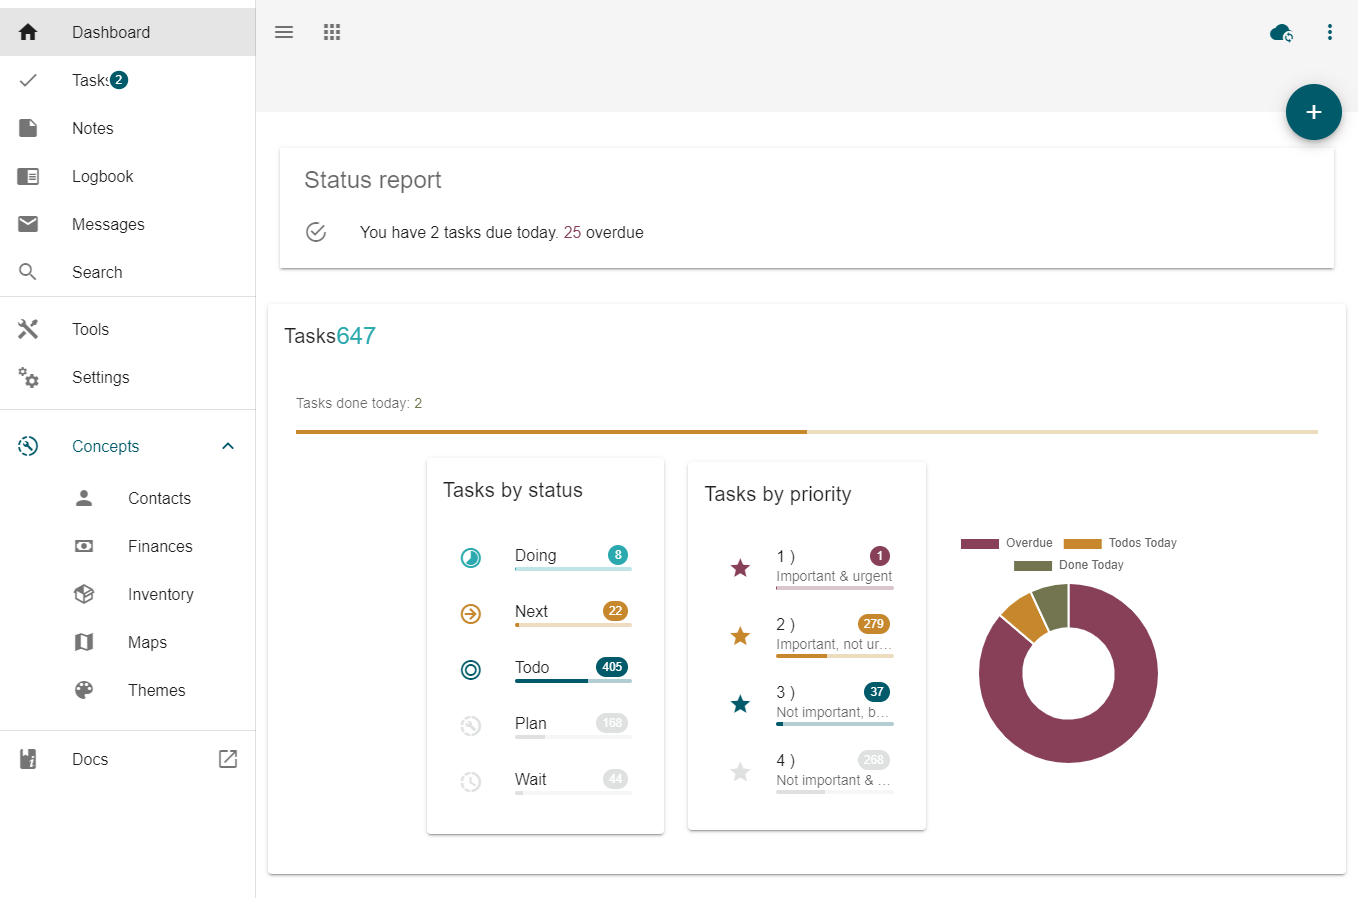 Dashboard
Tasks 2
Notes
Logbook
Messages
Search
Tools
Settings
Concepts
Contacts
Finances
Inventory
Maps
Themes
Docs
+
Status report
You have 2 tasks due today. 25 overdue
Tasks647
Tasks done today: 2
Tasks by status
Doing 8
Next 22
Todo 405
Plan 168
Wait 44
Tasks by priority
1 ) 1
Important & urgent
2 ) 279
Important, not ur...
3 ) 37
Not important, b...
4 ) 268
Not important & ...
Overdue Todos Today
Done Today